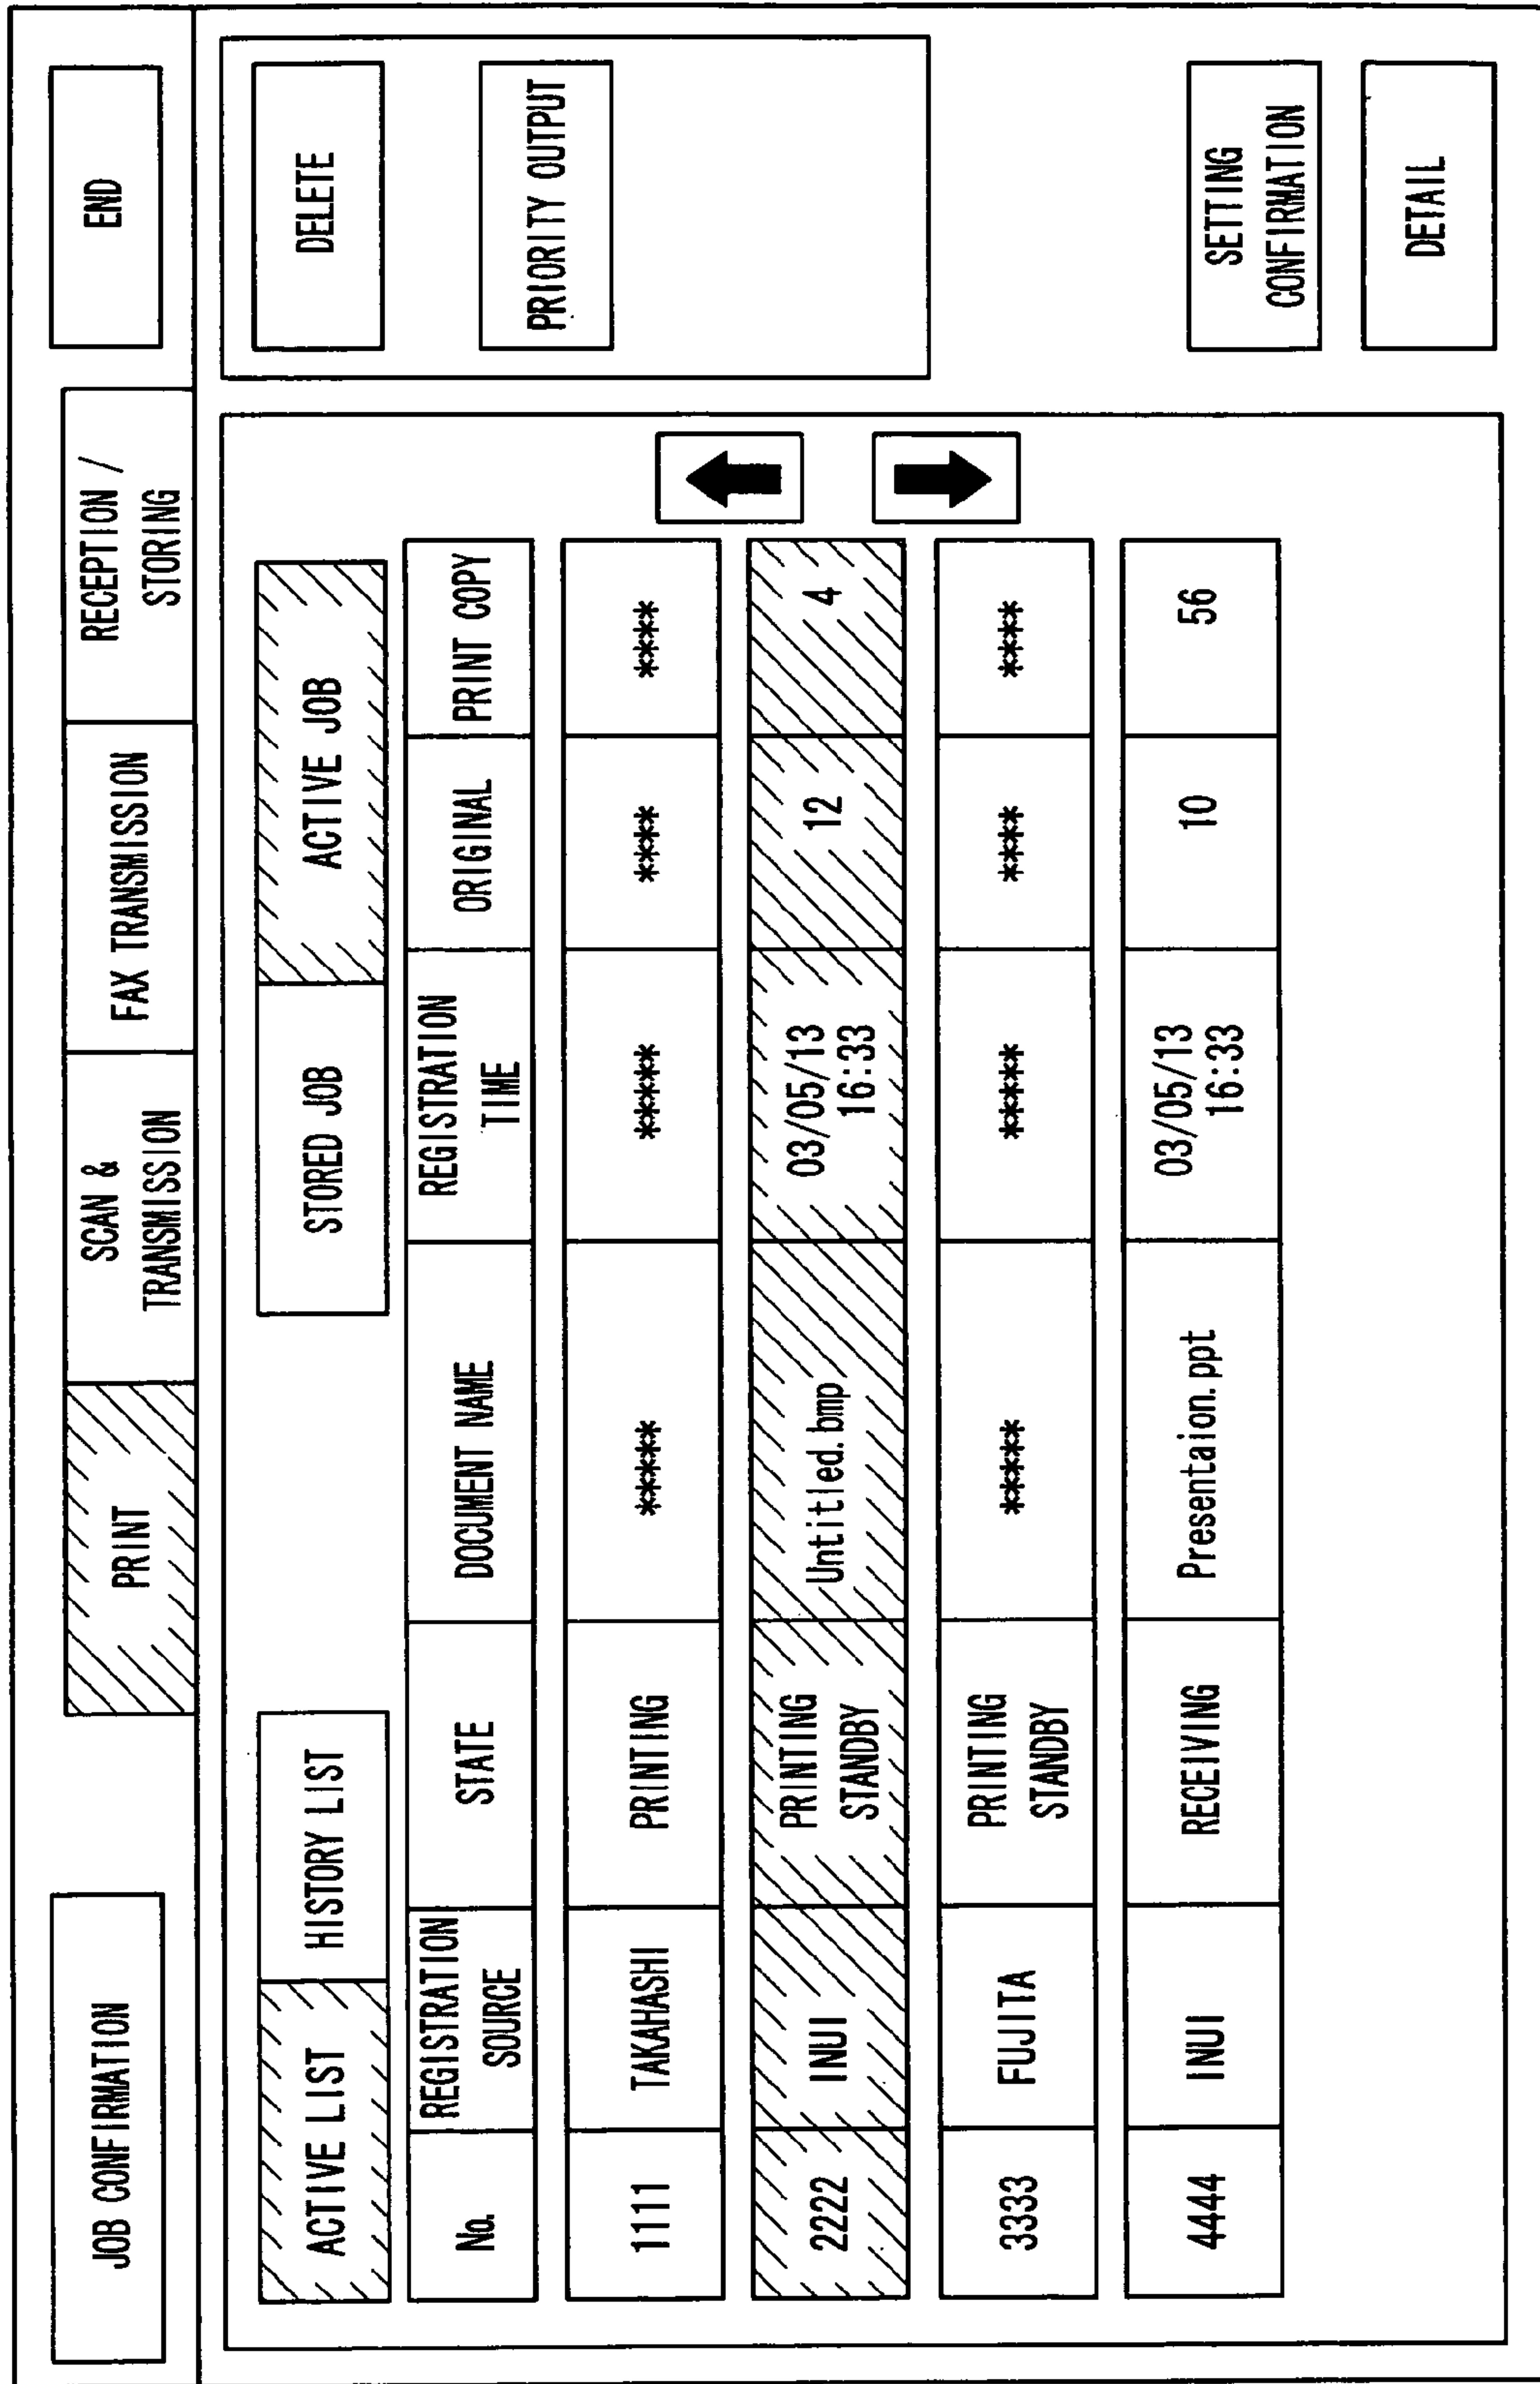 JOB CONFIRMATION
PRINT
SCAN &
TRANSMISSION
FAX TRANSMISSION
RECEPTION /
STORING
END
ACTIVE LIST
HISTORY LIST
STORED JOB
ACTIVE JOB
No.
REGISTRATION
SOURCE
STATE
DOCUMENT NAME
REGISTRATION
TIME
ORIGINAL
PRINT COPY
1111
TAKAHASHI
PRINTING
*****
*****
****
****
2222
INUI
PRINTING
STANDBY
Untitled.bmp
03/05/13
16:33
12
4
3333
FUJITA
PRINTING
STANDBY
*****
*****
****
****
4444
INUI
RECEIVING
Presentaion.ppt
03/05/13
16:33
10
56
DELETE
PRIORITY OUTPUT
SETTING
CONFIRMATION
DETAIL